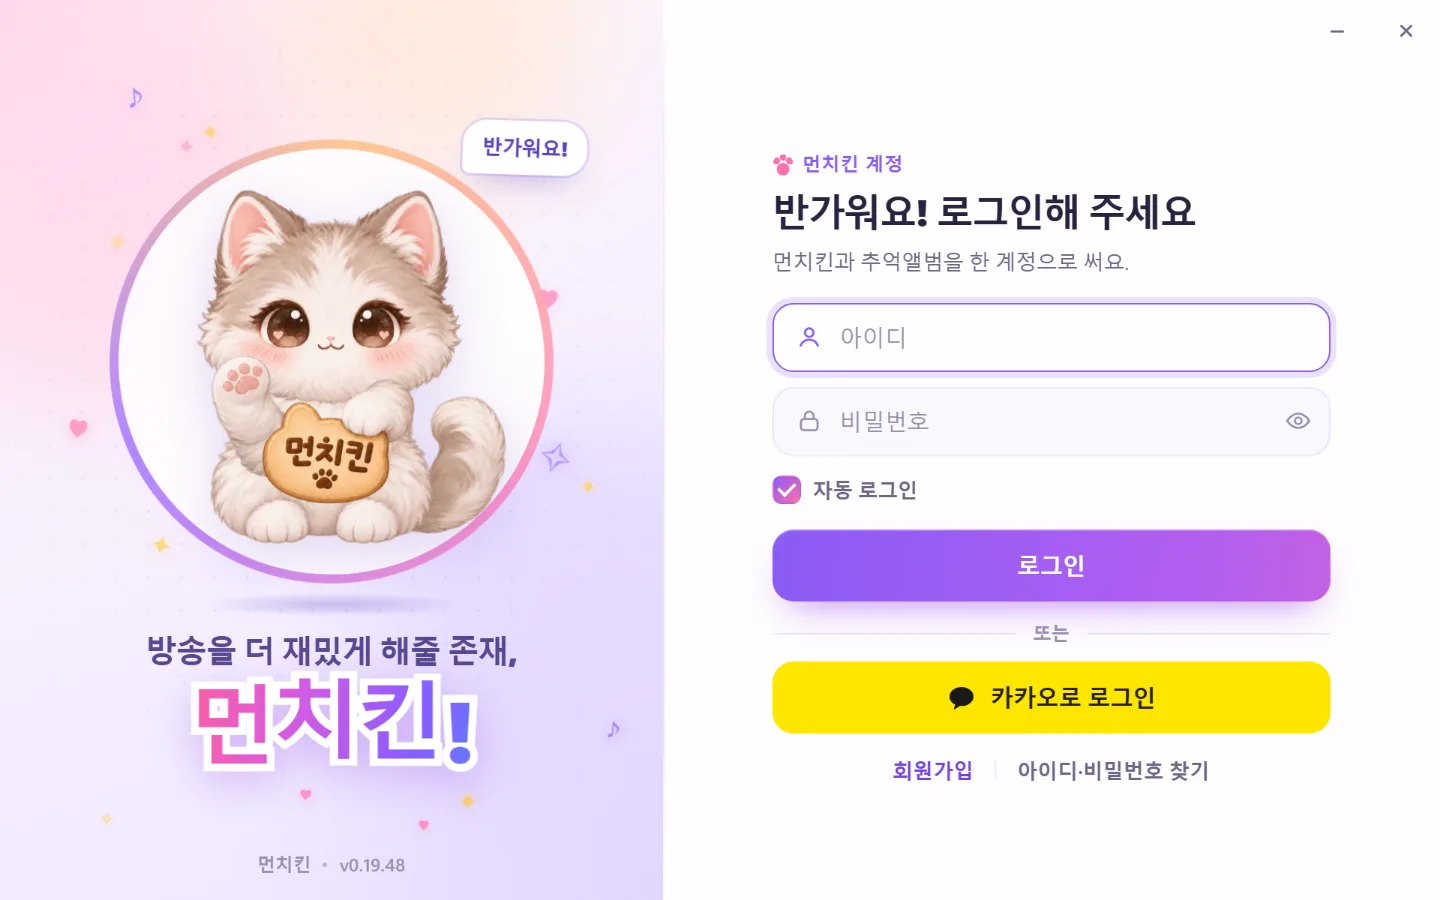 반가워요!
먼치킨
방송을 더 재밌게 해줄 존재,
먼치킨!
먼치킨 • v0.19.48
먼치킨 계정
반가워요! 로그인해 주세요
먼치킨과 추억앨범을 한 계정으로 써요.
아이디
비밀번호
자동 로그인
로그인
또는
카카오로 로그인
회원가입
아이디·비밀번호 찾기